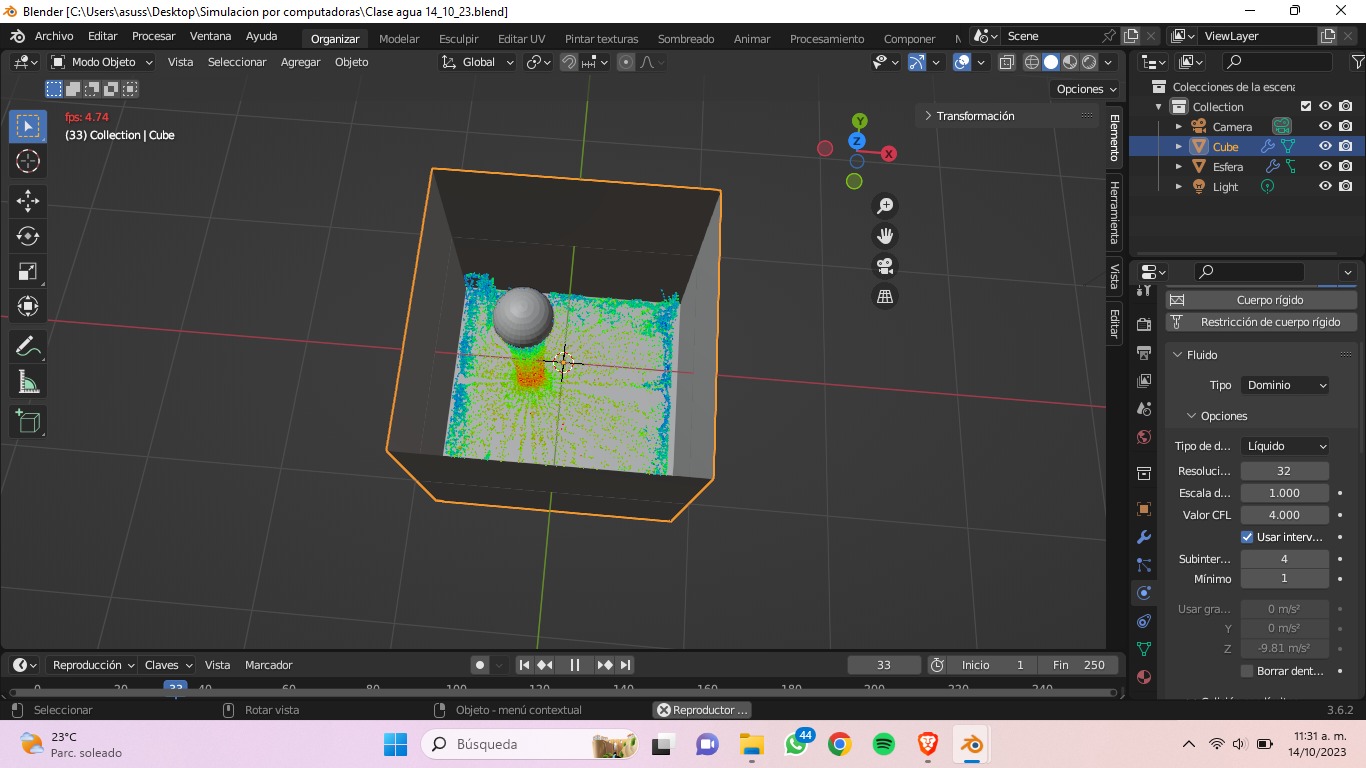 Blender [C:\Users\asuss\Desktop\Simulacion por computadoras\Clase agua 14_10_23.blend]
Archivo Editar Procesar Ventana Ayuda Organizar Modelar Esculpir Editar UV Pintar texturas Sombreado Animar Procesamiento Componer Scene ViewLayer
Modo Objeto Vista Seleccionar Agregar Objeto Global
Opciones
fps: 4.74
(33) Collection | Cube
Transformación
Y
Z
X
Elemento
Herramienta
Vista
Editar
Colecciones de la escena
Collection
Camera
Cube
Esfera
Light
Cuerpo rígido
Restricción de cuerpo rígido
Fluido
Tipo Dominio
Opciones
Tipo de d... Líquido
Resoluci... 32
Escala d... 1.000
Valor CFL 4.000
Usar interv...
Subinter... 4
Mínimo 1
Usar gra... 0 m/s²
Y 0 m/s²
Z -9.81 m/s²
Borrar dent...
Reproducción Claves Vista Marcador 33 Inicio 1 Fin 250
0 20 33 40 60 80 100 120 140 160 180 200 220 240
Seleccionar Rotar vista Objeto - menú contextual Reproductor ... 3.6.2
23°C
Parc. soleado
Búsqueda
44
11:31 a. m.
14/10/2023